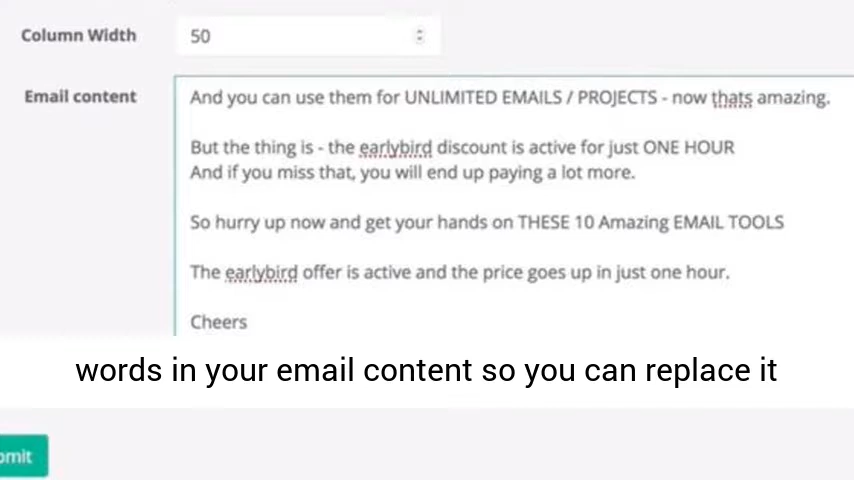 Column Width
50
Email content
And you can use them for UNLIMITED EMAILS / PROJECTS - now thats amazing.
But the thing is - the earlybird discount is active for just ONE HOUR
And if you miss that, you will end up paying a lot more.
So hurry up now and get your hands on THESE 10 Amazing EMAIL TOOLS
The earlybird offer is active and the price goes up in just one hour.
Cheers
words in your email content so you can replace it
omit